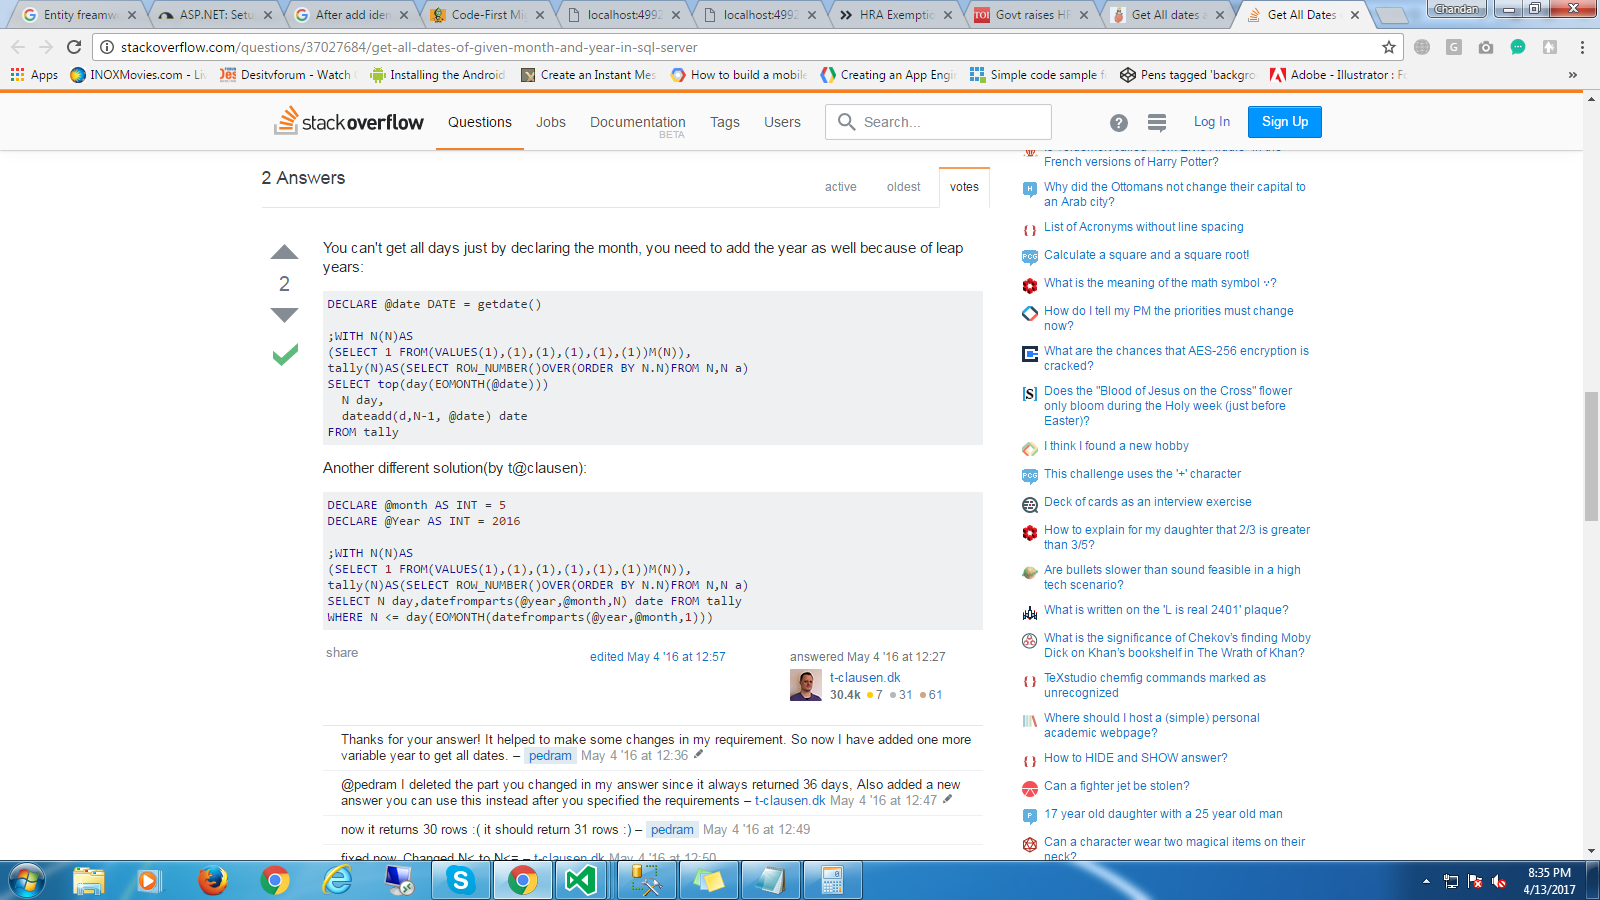 Entity freamwo
ASP.NET: Setu
After add iden
Code-First Mi
localhost:4992
localhost:4992
HRA Exemptio
Govt raises HR
Get All dates a
Get All Dates
Chandan
stackoverflow.com/questions/37027684/get-all-dates-of-given-month-and-year-in-sql-server
Apps
INOXMovies.com - Li
Desitvforum - Watch
Installing the Android
Create an Instant Mes
How to build a mobile
Creating an App Engi
Simple code sample f
Pens tagged 'backgro
Adobe - Illustrator : Fo
»
stackoverflow
Questions
Jobs
Documentation
BETA
Tags
Users
Search...
Log In
Sign Up
2 Answers
active
oldest
votes
2
You can't get all days just by declaring the month, you need to add the year as well because of leap
years:
DECLARE @date DATE = getdate()
;WITH N(N)AS
(SELECT 1 FROM(VALUES(1),(1),(1),(1),(1),(1))M(N)),
tally(N)AS(SELECT ROW_NUMBER()OVER(ORDER BY N.N)FROM N,N a)
SELECT top(day(EOMONTH(@date)))
N day,
dateadd(d,N-1, @date) date
FROM tally
Another different solution(by t@clausen):
DECLARE @month AS INT = 5
DECLARE @Year AS INT = 2016
;WITH N(N)AS
(SELECT 1 FROM(VALUES(1),(1),(1),(1),(1),(1))M(N)),
tally(N)AS(SELECT ROW_NUMBER()OVER(ORDER BY N.N)FROM N,N a)
SELECT N day,datefromparts(@year,@month,N) date FROM tally
WHERE N <= day(EOMONTH(datefromparts(@year,@month,1)))
share
edited May 4 '16 at 12:57
answered May 4 '16 at 12:27
t-clausen.dk
30.4k 7 31 61
Thanks for your answer! It helped to make some changes in my requirement. So now I have added one more
variable year to get all dates. – pedram May 4 '16 at 12:36
@pedram I deleted the part you changed in my answer since it always returned 36 days, Also added a new
answer you can use this instead after you specified the requirements – t-clausen.dk May 4 '16 at 12:47
now it returns 30 rows :( it should return 31 rows :) – pedram May 4 '16 at 12:49
fixed now. Changed N< to N<= – t-clausen.dk May 4 '16 at 12:50
French versions of Harry Potter?
Why did the Ottomans not change their capital to
an Arab city?
List of Acronyms without line spacing
Calculate a square and a square root!
What is the meaning of the math symbol ∵?
How do I tell my PM the priorities must change
now?
What are the chances that AES-256 encryption is
cracked?
Does the "Blood of Jesus on the Cross" flower
only bloom during the Holy week (just before
Easter)?
I think I found a new hobby
This challenge uses the '+' character
Deck of cards as an interview exercise
How to explain for my daughter that 2/3 is greater
than 3/5?
Are bullets slower than sound feasible in a high
tech scenario?
What is written on the 'L is real 2401' plaque?
What is the significance of Chekov's finding Moby
Dick on Khan's bookshelf in The Wrath of Khan?
TeXstudio chemfig commands marked as
unrecognized
Where should I host a (simple) personal
academic webpage?
How to HIDE and SHOW answer?
Can a fighter jet be stolen?
17 year old daughter with a 25 year old man
Can a character wear two magical items on their
neck?
8:35 PM
4/13/2017